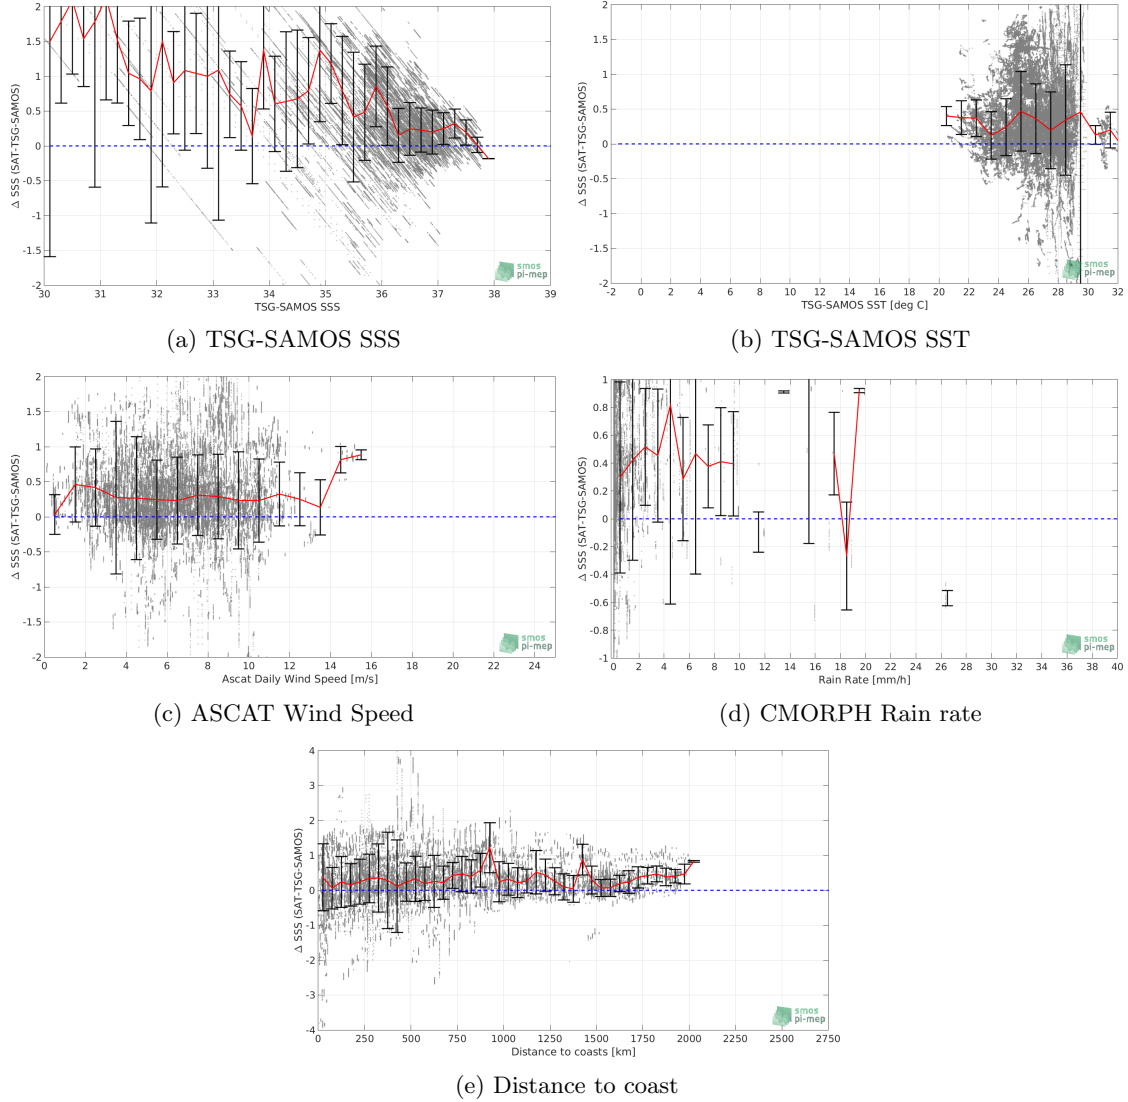 2
1.5
1
0.5
0
-0.5
-1
-1.5
-2
Δ SSS (SAT-TSG-SAMOS)
30 31 32 33 34 35 36 37 38 39
TSG-SAMOS SSS
smos
pi-mep
(a) TSG-SAMOS SSS
2
1.5
1
0.5
0
-0.5
-1
-1.5
-2
Δ SSS (SAT-TSG-SAMOS)
-2 0 2 4 6 8 10 12 14 16 18 20 22 24 26 28 30 32
TSG-SAMOS SST [deg C]
smos
pi-mep
(b) TSG-SAMOS SST
2
1.5
1
0.5
0
-0.5
-1
-1.5
-2
Δ SSS (SAT-TSG-SAMOS)
0 2 4 6 8 10 12 14 16 18 20 22 24
Ascat Daily Wind Speed [m/s]
smos
pi-mep
(c) ASCAT Wind Speed
1
0.8
0.6
0.4
0.2
0
-0.2
-0.4
-0.6
-0.8
-1
Δ SSS (SAT-TSG-SAMOS)
0 2 4 6 8 10 12 14 16 18 20 22 24 26 28 30 32 34 36 38 40
Rain Rate [mm/h]
smos
pi-mep
(d) CMORPH Rain rate
4
3
2
1
0
-1
-2
-3
-4
Δ SSS (SAT-TSG-SAMOS)
0 250 500 750 1000 1250 1500 1750 2000 2250 2500 2750
Distance to coasts [km]
smos
pi-mep
(e) Distance to coast